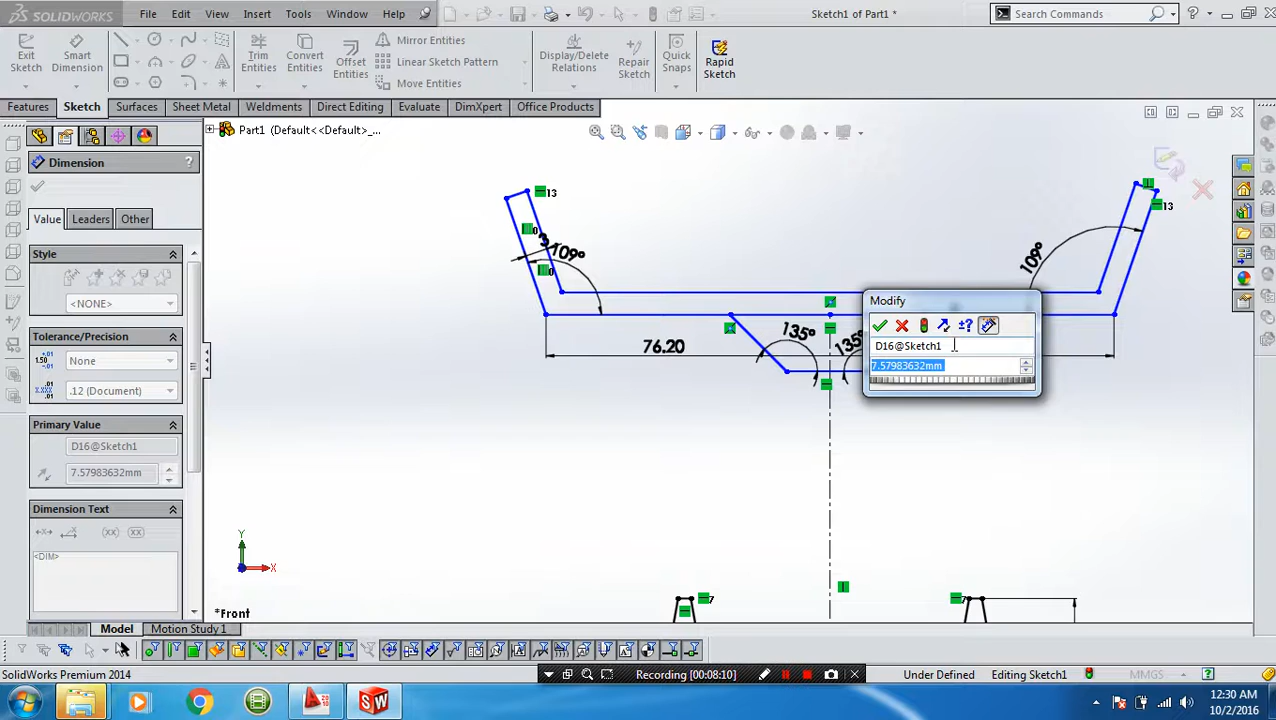 SOLIDWORKS File Edit View Insert Tools Window Help Sketch1 of Part1 * Search Commands
Exit Sketch Smart Dimension Trim Entities Convert Entities Offset Entities Mirror Entities Linear Sketch Pattern Move Entities Display/Delete Relations Repair Sketch Quick Snaps Rapid Sketch
Features Sketch Surfaces Sheet Metal Weldments Direct Editing Evaluate DimXpert Office Products
Part1 (Default<<Default>_...
Dimension ?
Value Leaders Other
Style
<NONE>
Tolerance/Precision
None
.12 (Document)
Primary Value
D16@Sketch1
7.57983632mm
Dimension Text
<DIM>
13
13
109°
109°
76.20
135°
135°
Modify
D16@Sketch1
7.57983632mm
Y
X
*Front
7
7
Model Motion Study 1
SolidWorks Premium 2014
Recording [00:08:10]
Under Defined Editing Sketch1 MMGS
12:30 AM
10/2/2016